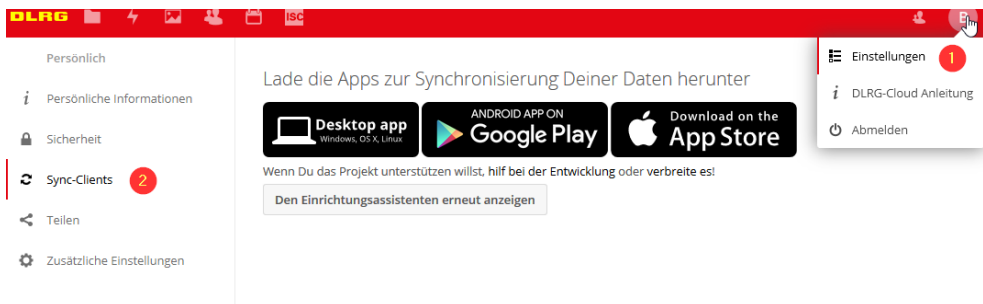 DLRG
ISC
B
Persönlich
Persönliche Informationen
Sicherheit
Sync-Clients 2
Teilen
Zusätzliche Einstellungen
Lade die Apps zur Synchronisierung Deiner Daten herunter
Desktop app
Windows, OS X, Linux
ANDROID APP ON
Google Play
Download on the
App Store
Wenn Du das Projekt unterstützen willst, hilf bei der Entwicklung oder verbreite es!
Den Einrichtungsassistenten erneut anzeigen
Einstellungen 1
DLRG-Cloud Anleitung
Abmelden